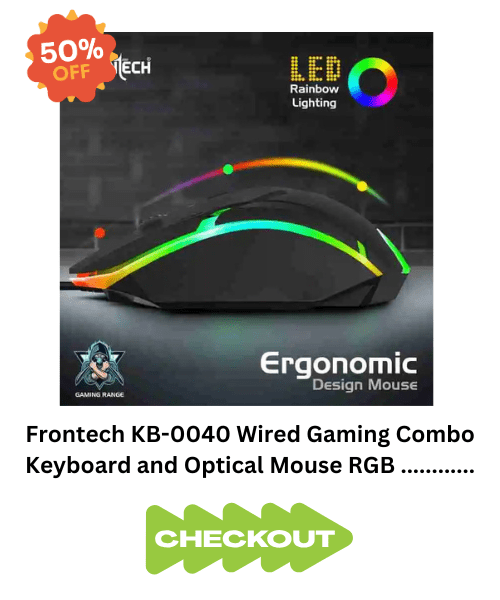 50%
OFF
TECH
LED
Rainbow
Lighting
Ergonomic
Design Mouse
GAMING RANGE
Frontech KB-0040 Wired Gaming Combo
Keyboard and Optical Mouse RGB ............
CHECKOUT